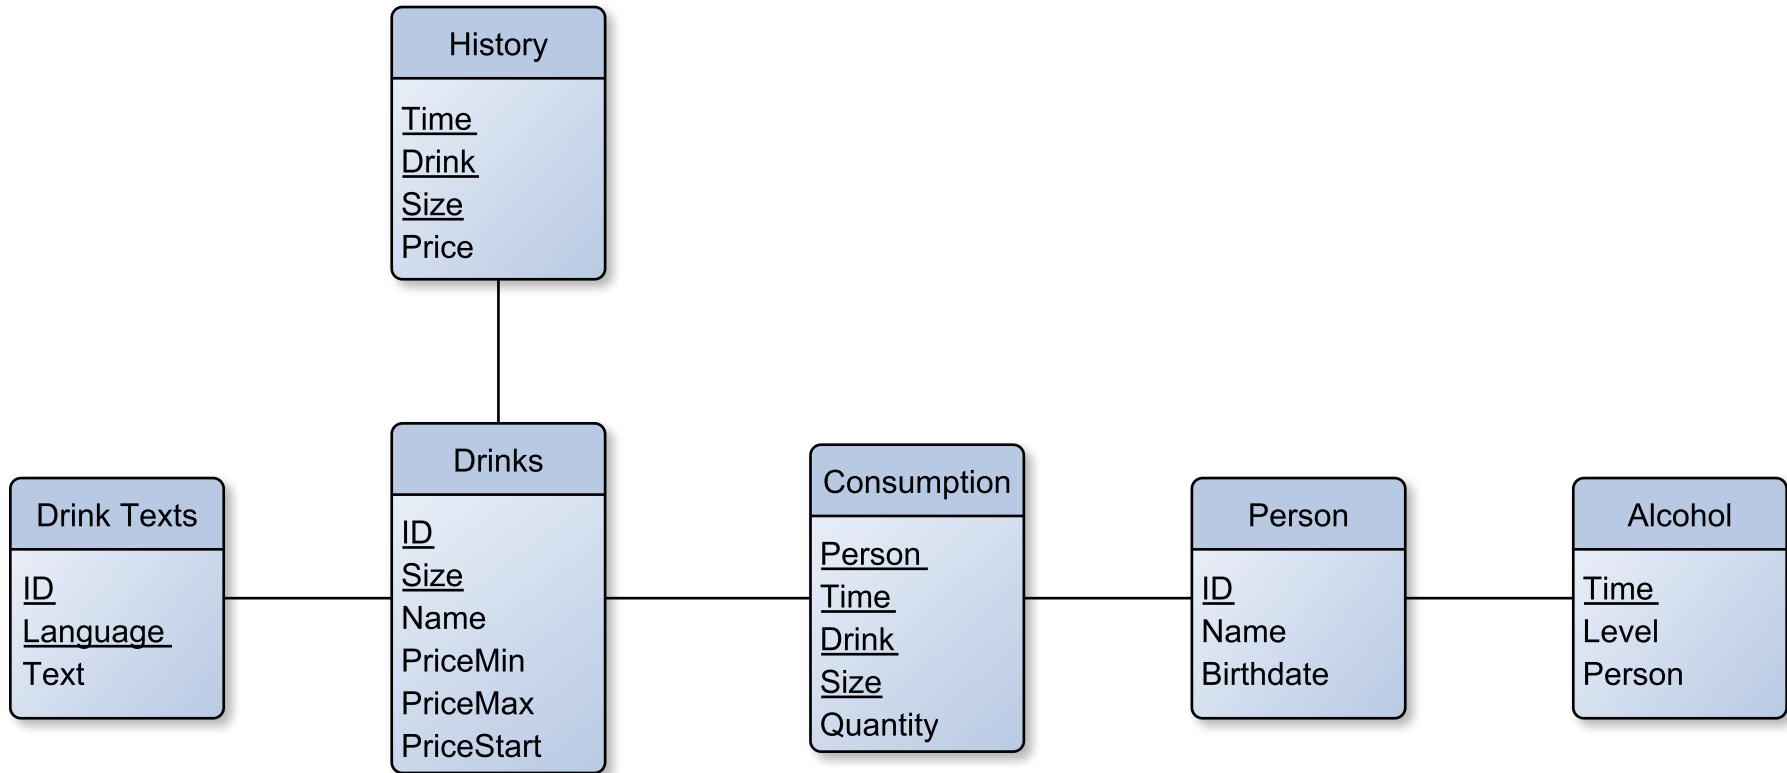 History
Time
Drink
Size
Price
Drink Texts
ID
Language
Text
Drinks
ID
Size
Name
PriceMin
PriceMax
PriceStart
Consumption
Person
Time
Drink
Size
Quantity
Person
ID
Name
Birthdate
Alcohol
Time
Level
Person